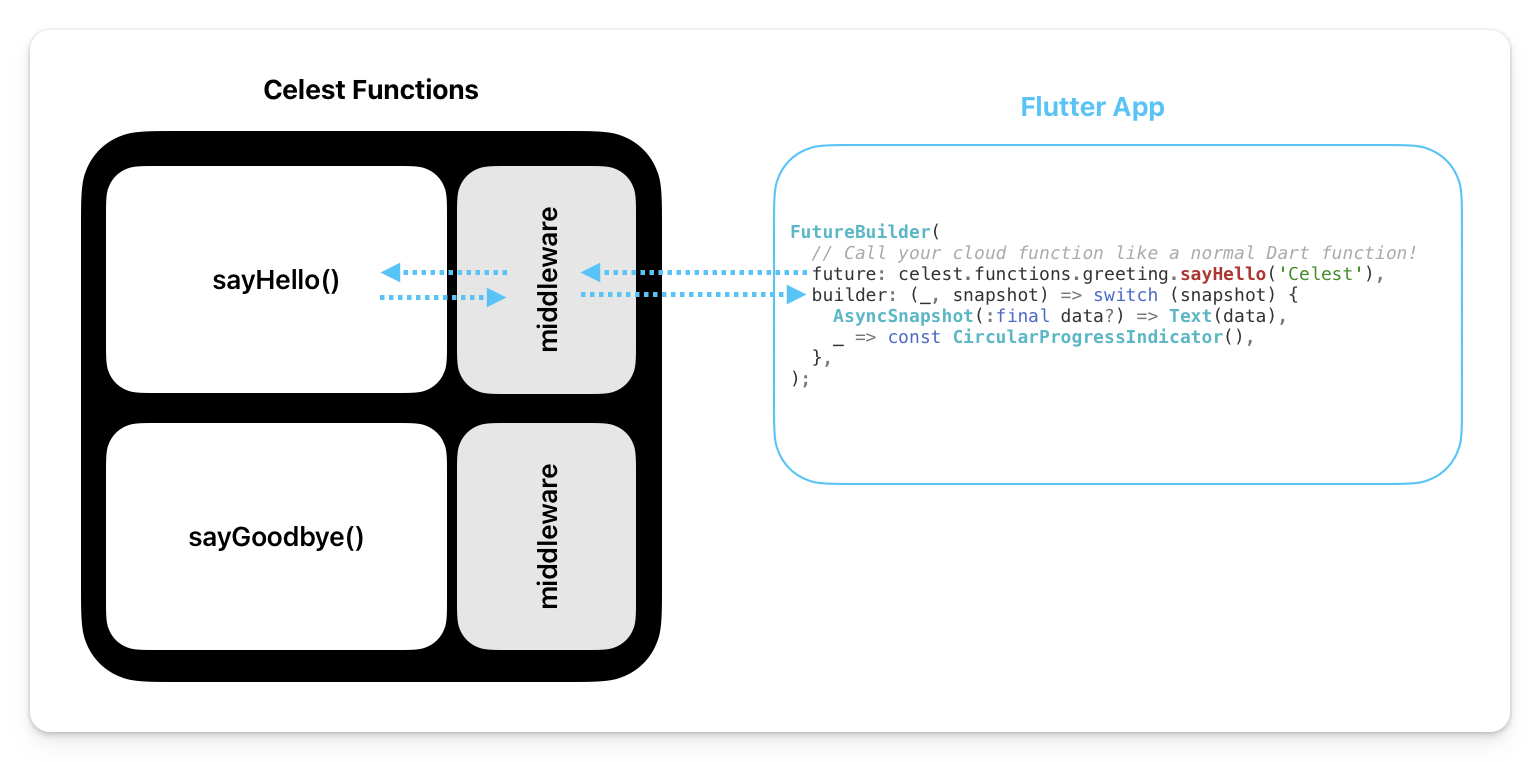 Celest Functions
sayHello()
middleware
sayGoodbye()
middleware
Flutter App
FutureBuilder(
  // Call your cloud function like a normal Dart function!
  future: celest.functions.greeting.sayHello('Celest'),
  builder: (_, snapshot) => switch (snapshot) {
    AsyncSnapshot(:final data?) => Text(data),
    _ => const CircularProgressIndicator(),
  },
);